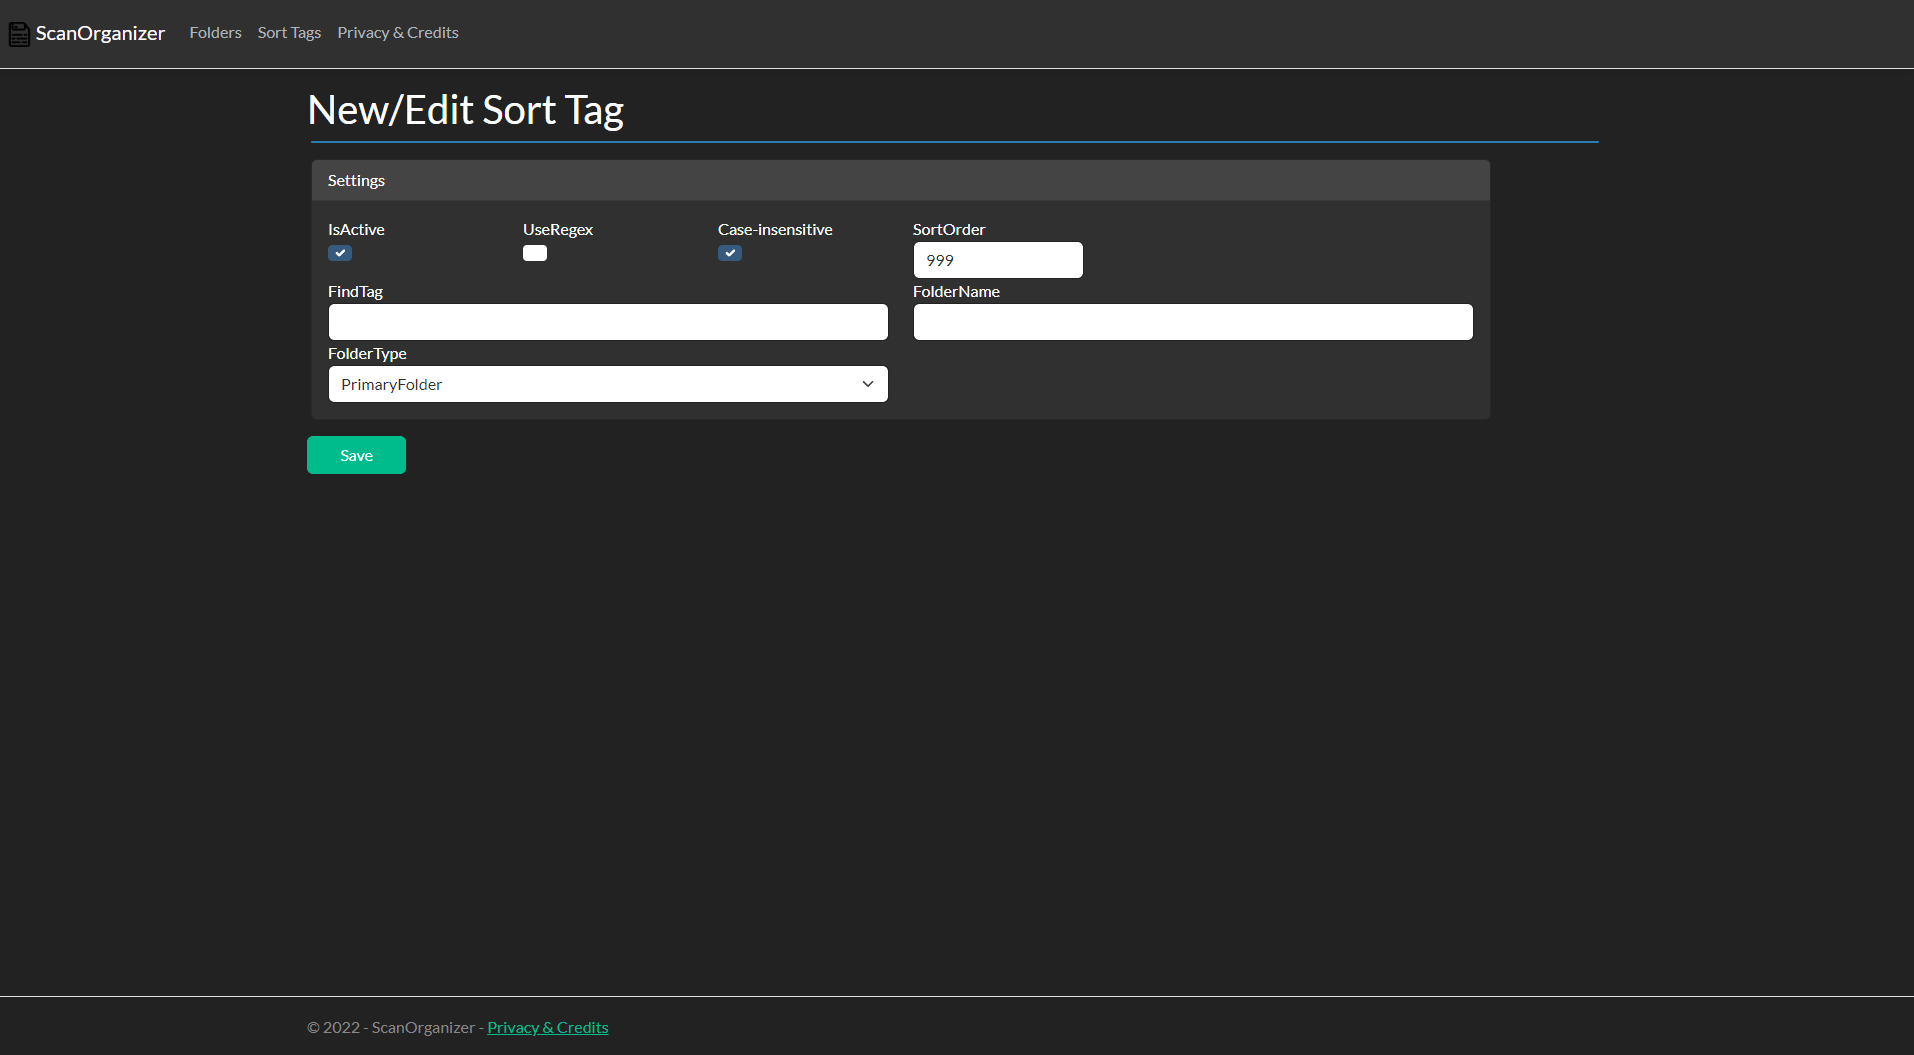 ScanOrganizer Folders Sort Tags Privacy & Credits
New/Edit Sort Tag
Settings
IsActive UseRegex Case-insensitive SortOrder
999
FindTag FolderName
FolderType
PrimaryFolder
Save
© 2022 - ScanOrganizer - Privacy & Credits